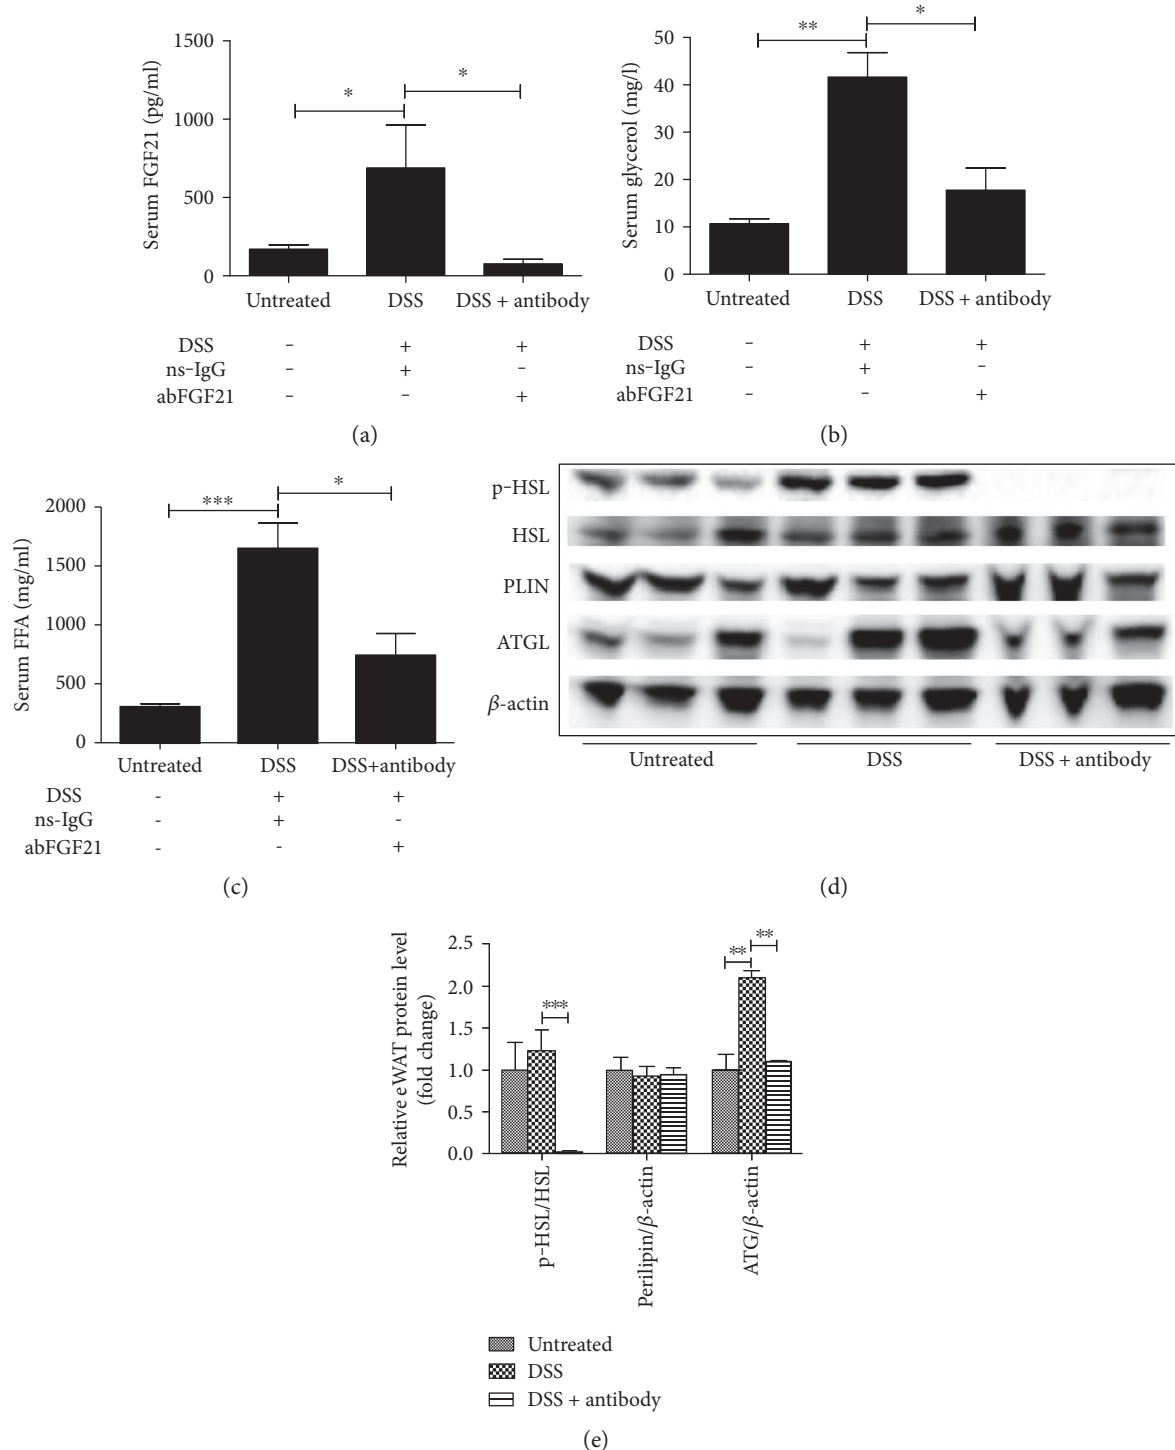 1500
1000
500
0
Serum FGF21 (pg/ml)
*
*
Untreated DSS DSS + antibody
DSS - + +
ns-IgG - + -
abFGF21 - - +
(a)
50
40
30
20
10
0
Serum glycerol (mg/l)
**
*
Untreated DSS DSS + antibody
DSS - + +
ns-IgG - + -
abFGF21 - - +
(b)
2000
1500
1000
500
0
Serum FFA (mg/ml)
***
*
Untreated DSS DSS+antibody
DSS - + +
ns-IgG - + -
abFGF21 - - +
(c)
p-HSL
HSL
PLIN
ATGL
β-actin
Untreated DSS DSS + antibody
(d)
2.5
2.0
1.5
1.0
0.5
0.0
Relative eWAT protein level
(fold change)
***
**
**
p-HSL/HSL
Perilipin/β-actin
ATG/β-actin
Untreated
DSS
DSS + antibody
(e)